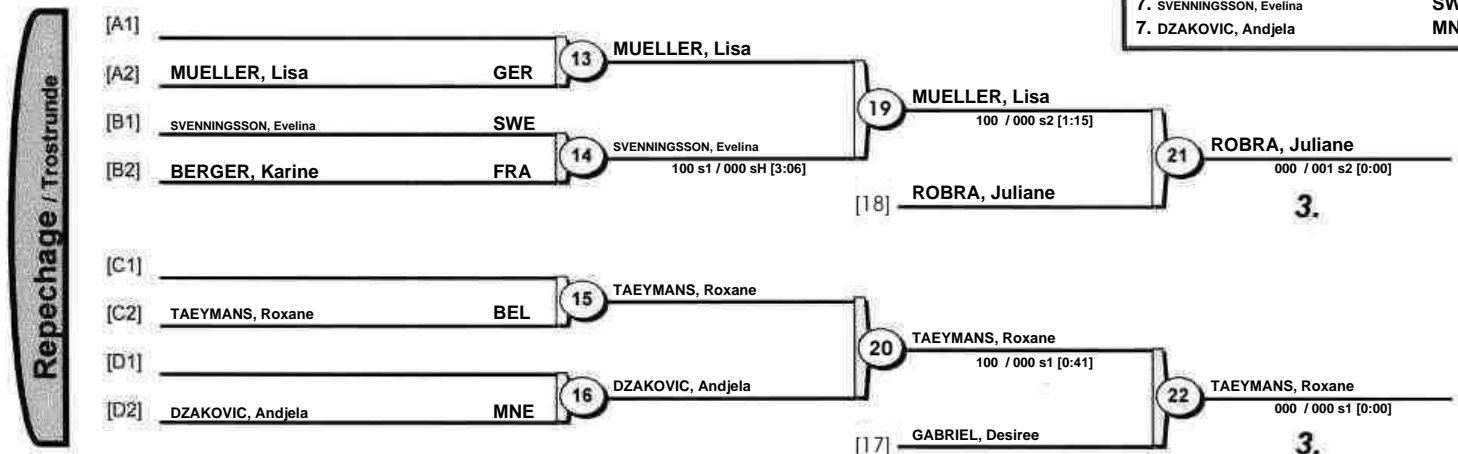 7. SVENNINGSSON, Evelina SW
7. DZAKOVIC, Andjela MN
Repechage / Trostrunde
[A1]
[A2] MUELLER, Lisa GER
13 MUELLER, Lisa
[B1] SVENNINGSSON, Evelina SWE
[B2] BERGER, Karine FRA
14 SVENNINGSSON, Evelina
100 s1 / 000 sH [3:06]
19 MUELLER, Lisa
100 / 000 s2 [1:15]
[18] ROBRA, Juliane
21 ROBRA, Juliane
000 / 001 s2 [0:00]
3.
[C1]
[C2] TAEYMANS, Roxane BEL
15 TAEYMANS, Roxane
[D1]
[D2] DZAKOVIC, Andjela MNE
16 DZAKOVIC, Andjela
20 TAEYMANS, Roxane
100 / 000 s1 [0:41]
[17] GABRIEL, Desiree
22 TAEYMANS, Roxane
000 / 000 s1 [0:00]
3.